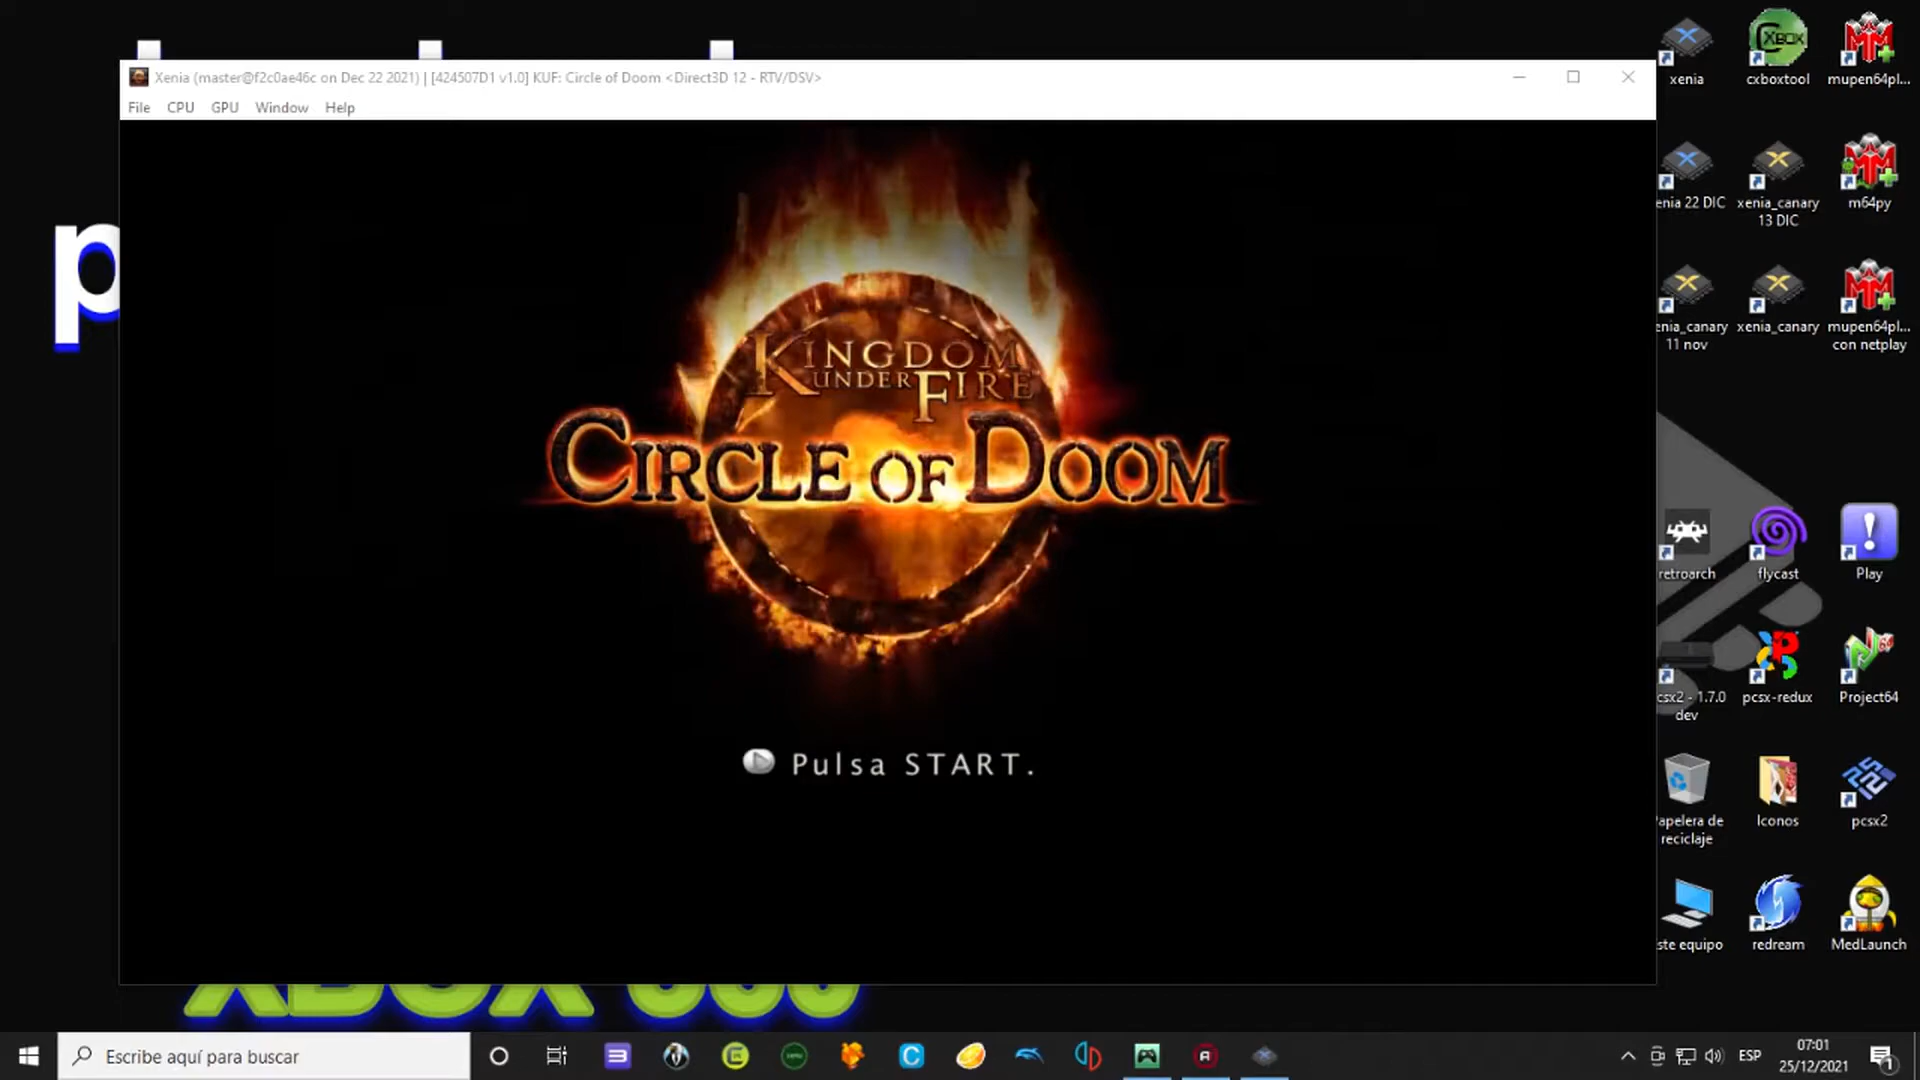 Xenia (master@f2c0ae46c on Dec 22 2021) | [424507D1 v1.0] KUF: Circle of Doom <Direct3D 12 - RTV/DSV>
File CPU GPU Window Help
KINGDOM
UNDER FIRE
CIRCLE OF DOOM
Pulsa START.
p
XBOX 360
xenia
cxboxtool
mupen64pl...
enia 22 DIC
xenia_canary
13 DIC
m64py
enia_canary
11 nov
xenia_canary
mupen64pl...
con netplay
retroarch
flycast
Play
csx2 - 1.7.0
dev
pcsx-redux
Project64
Papelera de
reciclaje
Iconos
pcsx2
ste equipo
redream
MedLaunch
Escribe aquí para buscar
ESP
07:01
25/12/2021
1